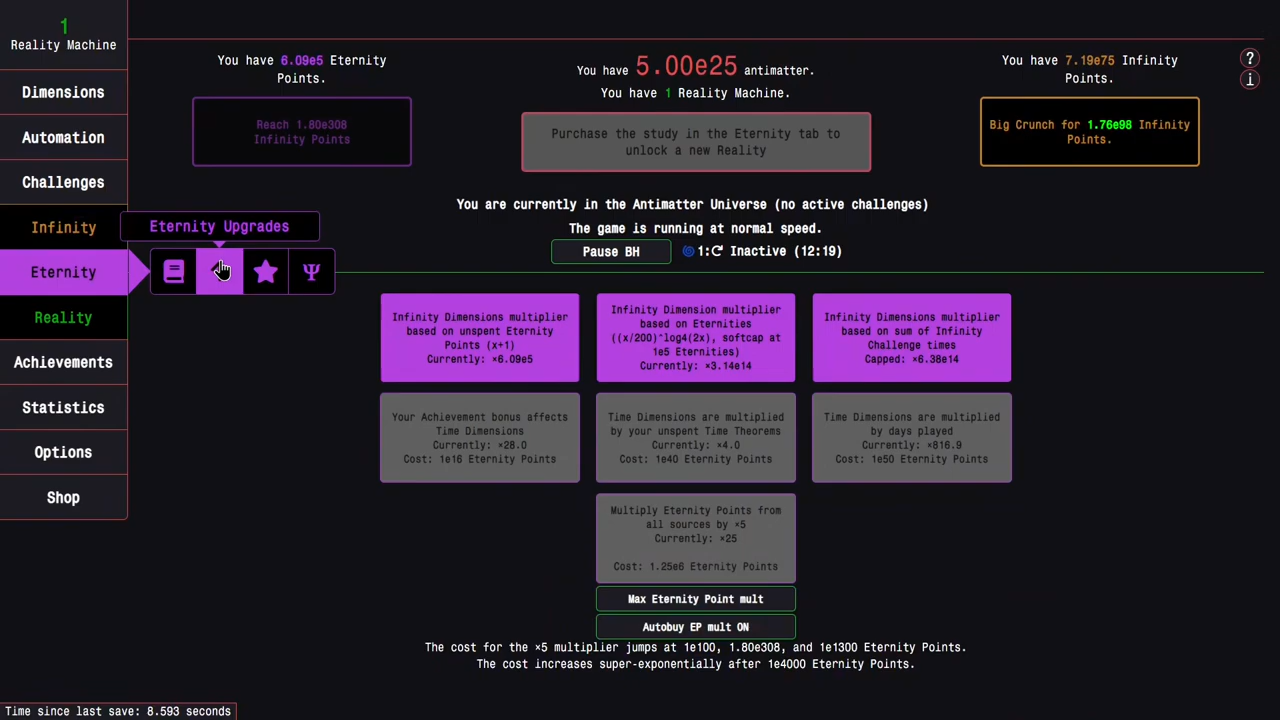 1
Reality Machine
Dimensions
Automation
Challenges
Infinity
Eternity
Reality
Achievements
Statistics
Options
Shop
You have 6.09e5 Eternity
Points.
Reach 1.80e308
Infinity Points
You have 5.00e25 antimatter.
You have 1 Reality Machine.
Purchase the study in the Eternity tab to
unlock a new Reality
You have 7.19e75 Infinity
Points.
Big Crunch for 1.76e98 Infinity
Points.
?
i
You are currently in the Antimatter Universe (no active challenges)
The game is running at normal speed.
Pause BH
1: Inactive (12:19)
Eternity Upgrades
Ψ
Infinity Dimensions multiplier
based on unspent Eternity
Points (x+1)
Currently: ×6.09e5
Infinity Dimension multiplier
based on Eternities
((x/200)^log4(2x), softcap at
1e5 Eternities)
Currently: ×3.14e14
Infinity Dimensions multiplier
based on sum of Infinity
Challenge times
Capped: ×6.38e14
Your Achievement bonus affects
Time Dimensions
Currently: ×28.0
Cost: 1e16 Eternity Points
Time Dimensions are multiplied
by your unspent Time Theorems
Currently: ×4.0
Cost: 1e40 Eternity Points
Time Dimensions are multiplied
by days played
Currently: ×816.9
Cost: 1e50 Eternity Points
Multiply Eternity Points from
all sources by ×5
Currently: ×25
Cost: 1.25e6 Eternity Points
Max Eternity Point mult
Autobuy EP mult ON
The cost for the ×5 multiplier jumps at 1e100, 1.80e308, and 1e1300 Eternity Points.
The cost increases super-exponentially after 1e4000 Eternity Points.
Time since last save: 8.593 seconds